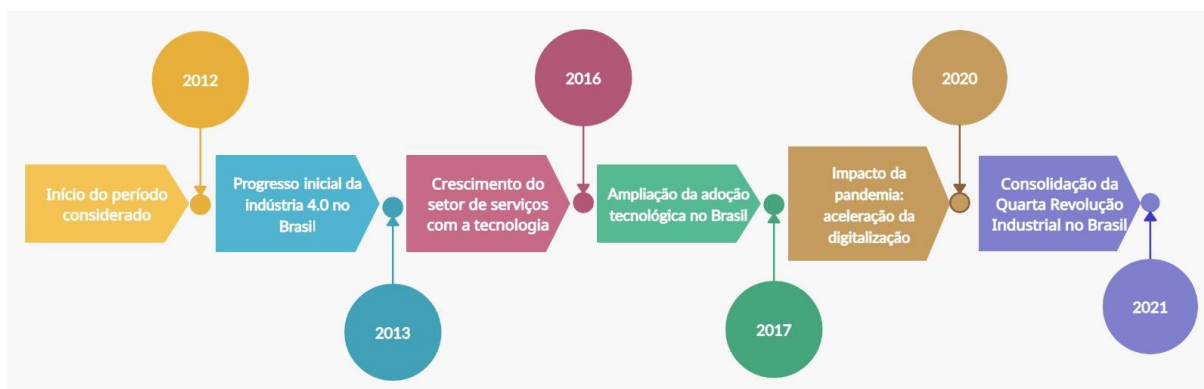 2012
Início do período
considerado
Progresso inicial da
indústria 4.0 no
Brasil
2013
2016
Crescimento do
setor de serviços
com a tecnologia
Ampliação da adoção
tecnológica no Brasil
2017
2020
Impacto da
pandemia:
aceleração da
digitalização
Consolidação da
Quarta Revolução
Industrial no Brasil
2021